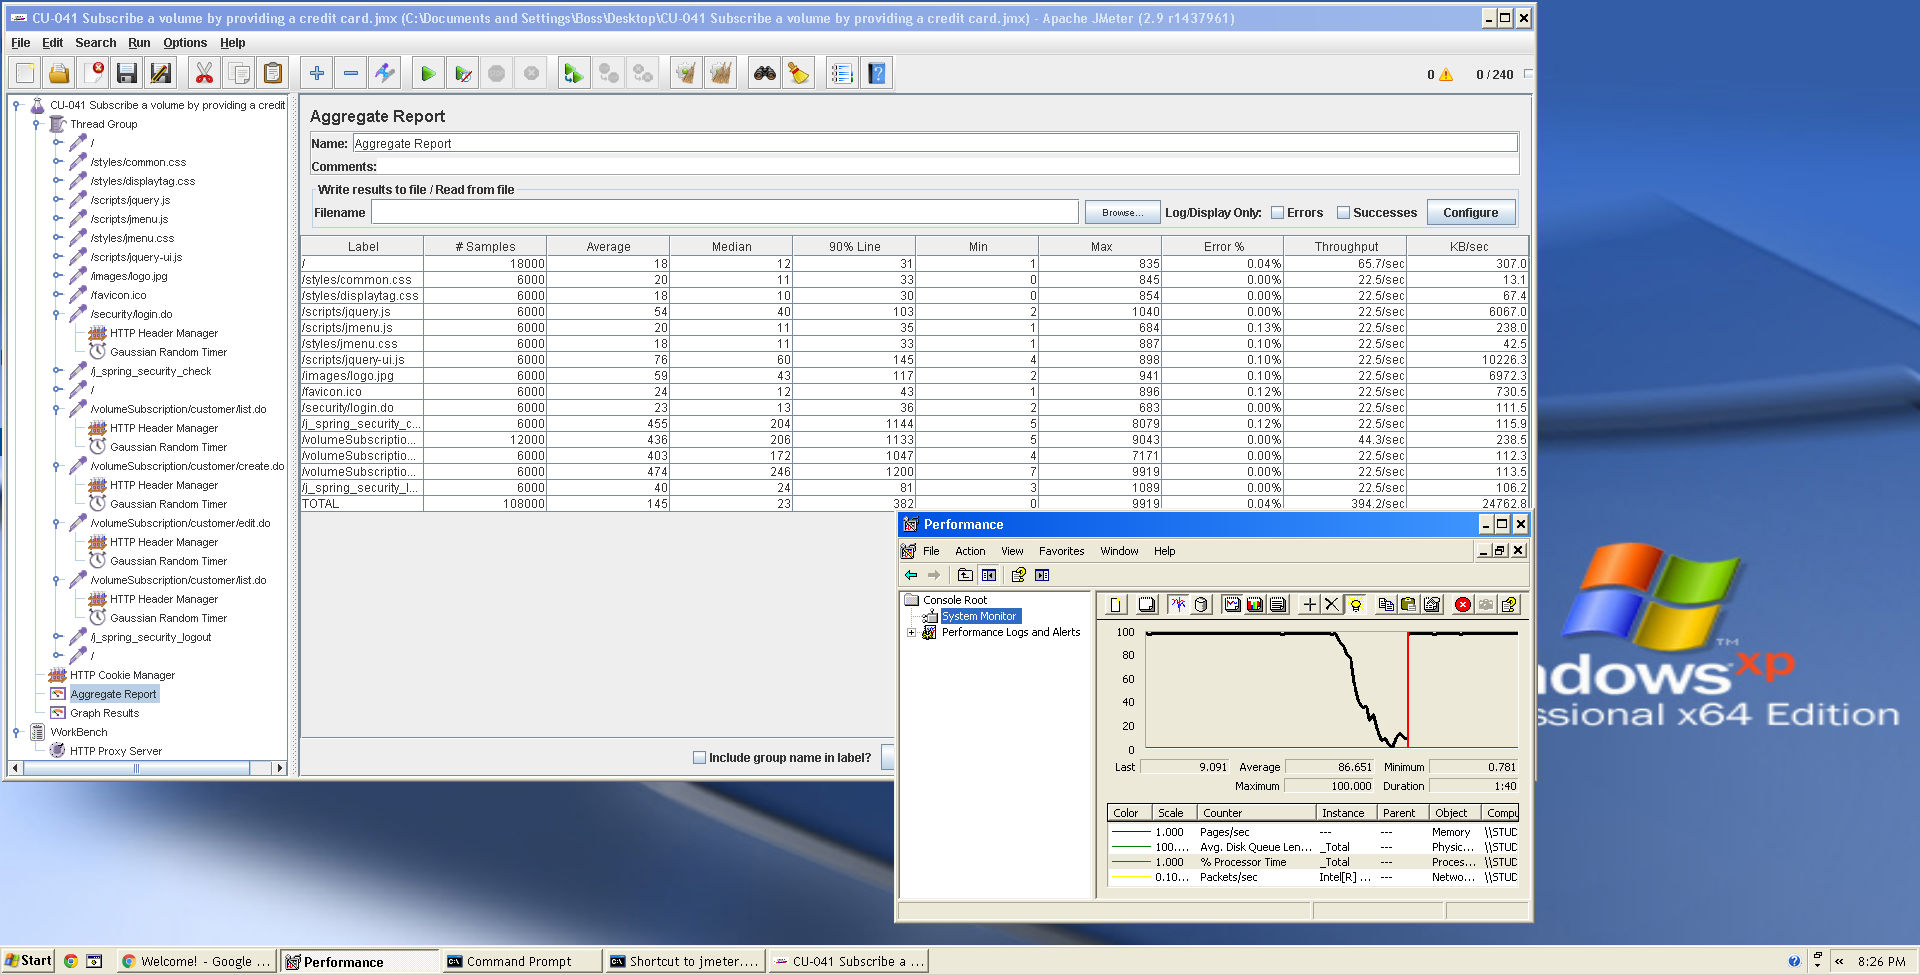 CU-041 Subscribe a volume by providing a credit card.jmx (C:\Documents and Settings\Boss\Desktop\CU-041 Subscribe a volume by providing a credit card.jmx) - Apache JMeter (2.9 r1437961)
File Edit Search Run Options Help
0 0 / 240
CU-041 Subscribe a volume by providing a credit
Thread Group
/
/styles/common.css
/styles/displaytag.css
/scripts/jquery.js
/scripts/jmenu.js
/styles/jmenu.css
/scripts/jquery-ui.js
/images/logo.jpg
/favicon.ico
/security/login.do
HTTP Header Manager
Gaussian Random Timer
/j_spring_security_check
/
/volumeSubscription/customer/list.do
HTTP Header Manager
Gaussian Random Timer
/volumeSubscription/customer/create.do
HTTP Header Manager
Gaussian Random Timer
/volumeSubscription/customer/edit.do
HTTP Header Manager
Gaussian Random Timer
/volumeSubscription/customer/list.do
HTTP Header Manager
Gaussian Random Timer
/j_spring_security_logout
/
HTTP Cookie Manager
Aggregate Report
Graph Results
WorkBench
HTTP Proxy Server
Aggregate Report
Name: Aggregate Report
Comments:
Write results to file / Read from file
Filename Browse... Log/Display Only: Errors Successes Configure
Label # Samples Average Median 90% Line Min Max Error % Throughput KB/sec
/ 18000 18 12 31 1 835 0.04% 65.7/sec 307.0
/styles/common.css 6000 20 11 33 0 845 0.00% 22.5/sec 13.1
/styles/displaytag.css 6000 18 10 30 0 854 0.00% 22.5/sec 67.4
/scripts/jquery.js 6000 54 40 103 2 1040 0.00% 22.5/sec 6067.0
/scripts/jmenu.js 6000 20 11 35 1 684 0.13% 22.5/sec 238.0
/styles/jmenu.css 6000 18 11 33 1 887 0.10% 22.5/sec 42.5
/scripts/jquery-ui.js 6000 76 60 145 4 898 0.10% 22.5/sec 10226.3
/images/logo.jpg 6000 59 43 117 2 941 0.10% 22.5/sec 6972.3
/favicon.ico 6000 24 12 43 1 896 0.12% 22.5/sec 730.5
/security/login.do 6000 23 13 36 2 683 0.00% 22.5/sec 111.5
/j_spring_security_c... 6000 455 204 1144 5 8079 0.12% 22.5/sec 115.9
/volumeSubscriptio... 12000 436 206 1133 5 9043 0.00% 44.3/sec 238.5
/volumeSubscriptio... 6000 403 172 1047 4 7171 0.00% 22.5/sec 112.3
/volumeSubscriptio... 6000 474 246 1200 7 9919 0.00% 22.5/sec 113.5
/j_spring_security_l... 6000 40 24 81 3 1089 0.00% 22.5/sec 106.2
TOTAL 108000 145 23 382 0 9919 0.04% 394.2/sec 24762.8
Include group name in label?
Performance
File Action View Favorites Window Help
Console Root
System Monitor
Performance Logs and Alerts
100
80
60
40
20
0
Last 9.091 Average 86.651 Minimum 0.781
Maximum 100.000 Duration 1:40
Color Scale Counter Instance Parent Object Compu
1.000 Pages/sec --- --- Memory \\STUD
100.... Avg. Disk Queue Len... _Total --- Physic... \\STUD
1.000 % Processor Time _Total --- Proces... \\STUD
0.10... Packets/sec Intel[R] ... --- Netwo... \\STUD
ndows xp TM
ssional x64 Edition
Start Welcome! - Google ... Performance Command Prompt Shortcut to jmeter.... CU-041 Subscribe a ... « 8:26 PM